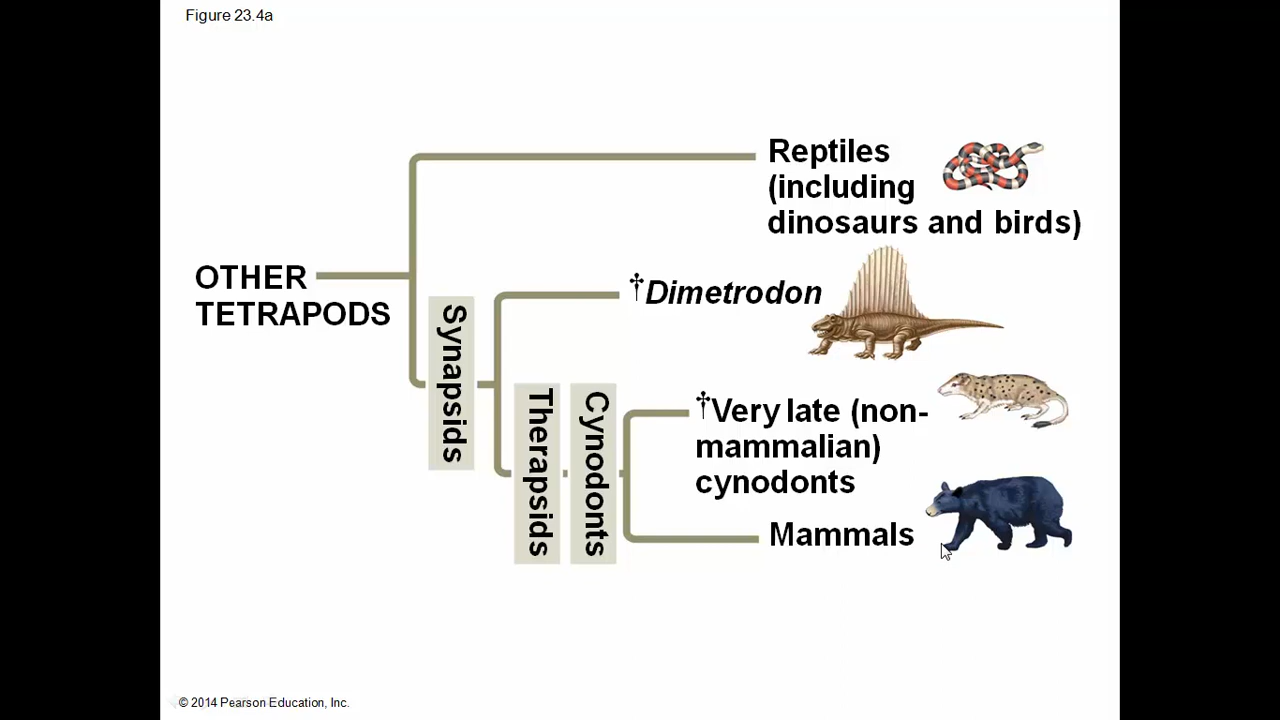 Figure 23.4a
Reptiles
(including
dinosaurs and birds)
OTHER
TETRAPODS
†Dimetrodon
Synapsids
Therapsids
Cynodonts
†Very late (non-
mammalian)
cynodonts
Mammals
© 2014 Pearson Education, Inc.